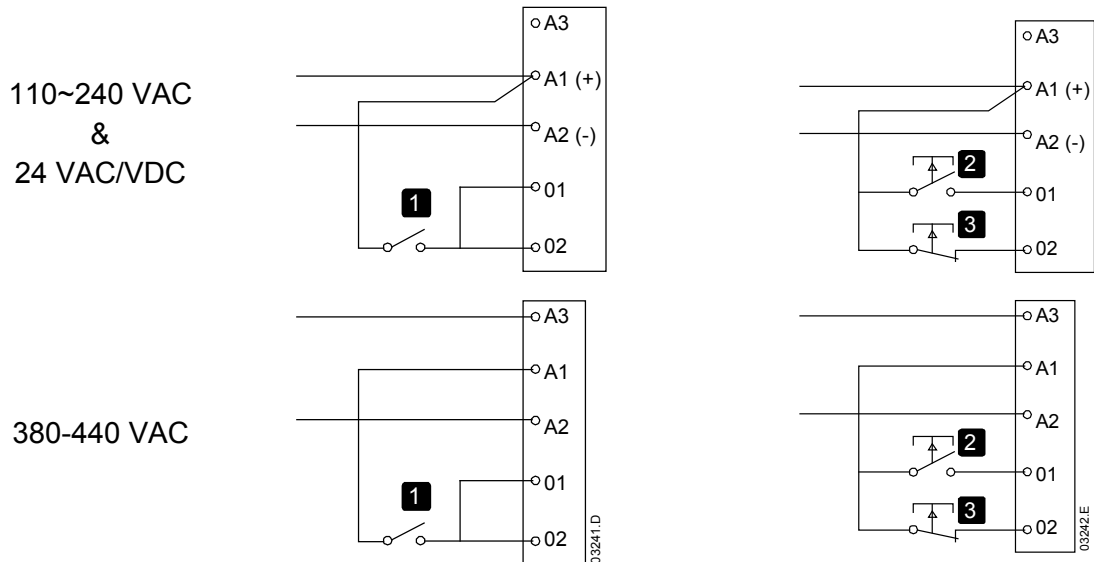 110~240 VAC
&
24 VAC/VDC
A3
A1 (+)
A2 (-)
1
01
02
A3
A1 (+)
A2 (-)
2
01
3
02
380-440 VAC
A3
A1
A2
1
01
02
03241.D
A3
A1
A2
2
01
3
02
03242.E